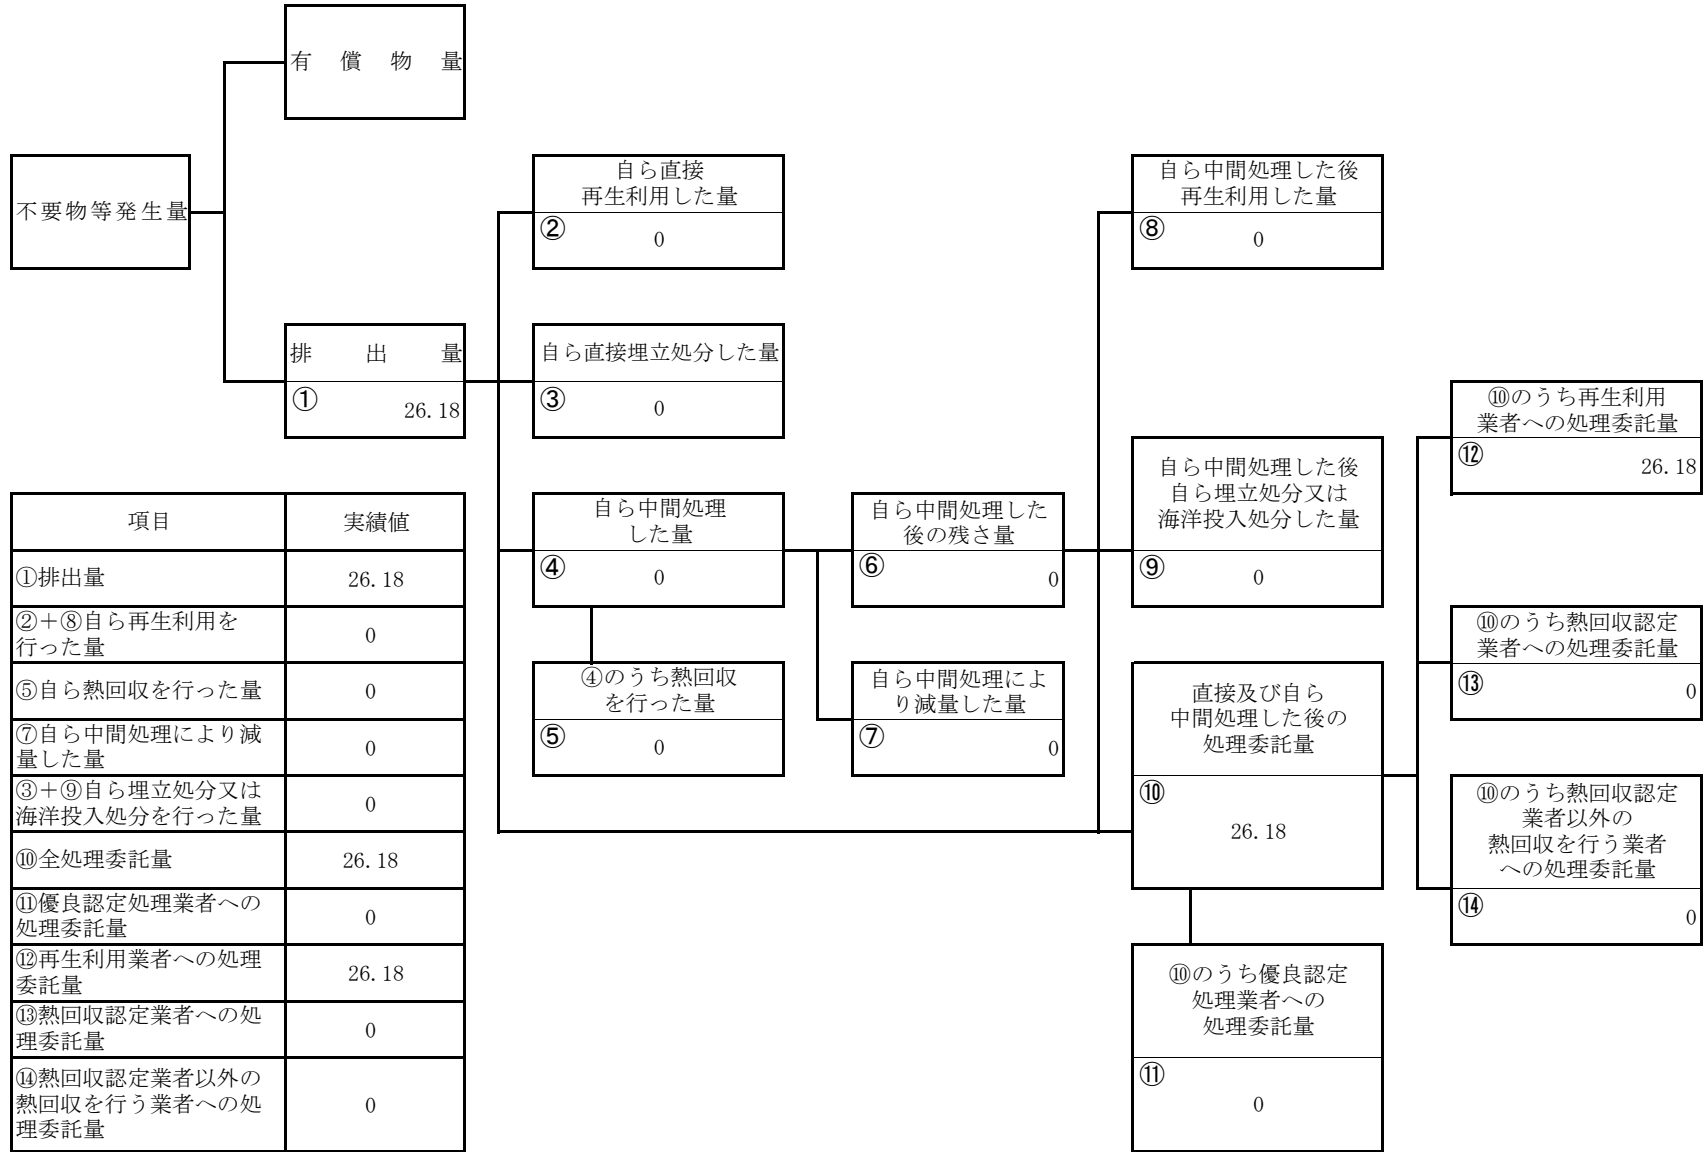 有償物量
不要物等発生量
自ら直接
再生利用した量
②
0
自ら中間処理した後
再生利用した量
⑧
0
排出量
①
26.18
自ら直接埋立処分した量
③
0
⑩のうち再生利用
業者への処理委託量
⑫
26.18
自ら中間処理
した量
④
0
自ら中間処理した
後の残さ量
⑥
0
自ら中間処理した後
自ら埋立処分又は
海洋投入処分した量
⑨
0
⑩のうち熱回収認定
業者への処理委託量
⑬
0
④のうち熱回収
を行った量
⑤
0
自ら中間処理によ
り減量した量
⑦
0
直接及び自ら
中間処理した後の
処理委託量
⑩
26.18
⑩のうち熱回収認定
業者以外の
熱回収を行う業者
への処理委託量
⑭
0
⑩のうち優良認定
処理業者への
処理委託量
⑪
0
項目 実績値
①排出量 26.18
②＋⑧自ら再生利用を
行った量 0
⑤自ら熱回収を行った量 0
⑦自ら中間処理により減
量した量 0
③＋⑨自ら埋立処分又は
海洋投入処分を行った量 0
⑩全処理委託量 26.18
⑪優良認定処理業者への
処理委託量 0
⑫再生利用業者への処理
委託量 26.18
⑬熱回収認定業者への処
理委託量 0
⑭熱回収認定業者以外の
熱回収を行う業者への処
理委託量 0